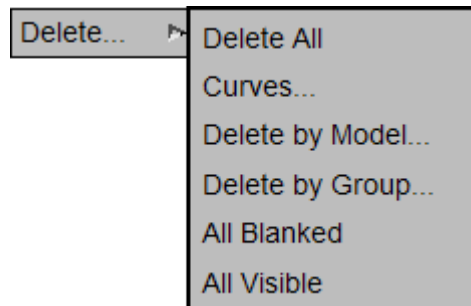 Delete...
Delete All
Curves...
Delete by Model...
Delete by Group...
All Blanked
All Visible